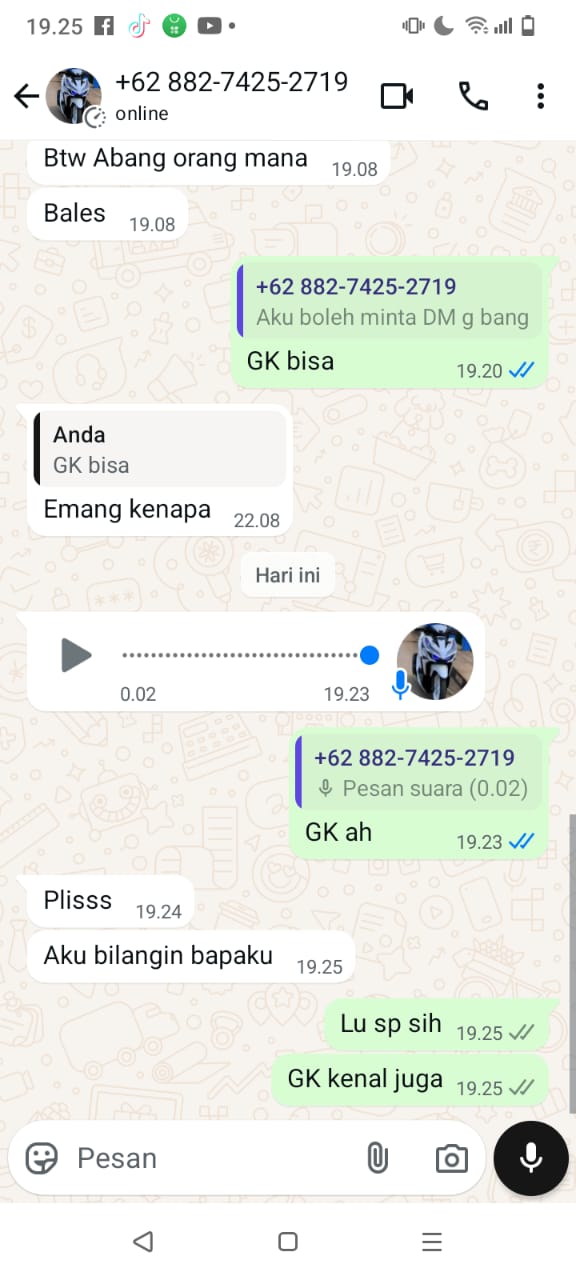 19.25
+62 882-7425-2719
online
Btw Abang orang mana 19.08
Bales 19.08
+62 882-7425-2719
Aku boleh minta DM g bang
GK bisa 19.20
Anda
GK bisa
Emang kenapa 22.08
Hari ini
0.02 19.23
+62 882-7425-2719
Pesan suara (0.02)
GK ah 19.23
Plisss 19.24
Aku bilangin bapaku 19.25
Lu sp sih 19.25
GK kenal juga 19.25
Pesan